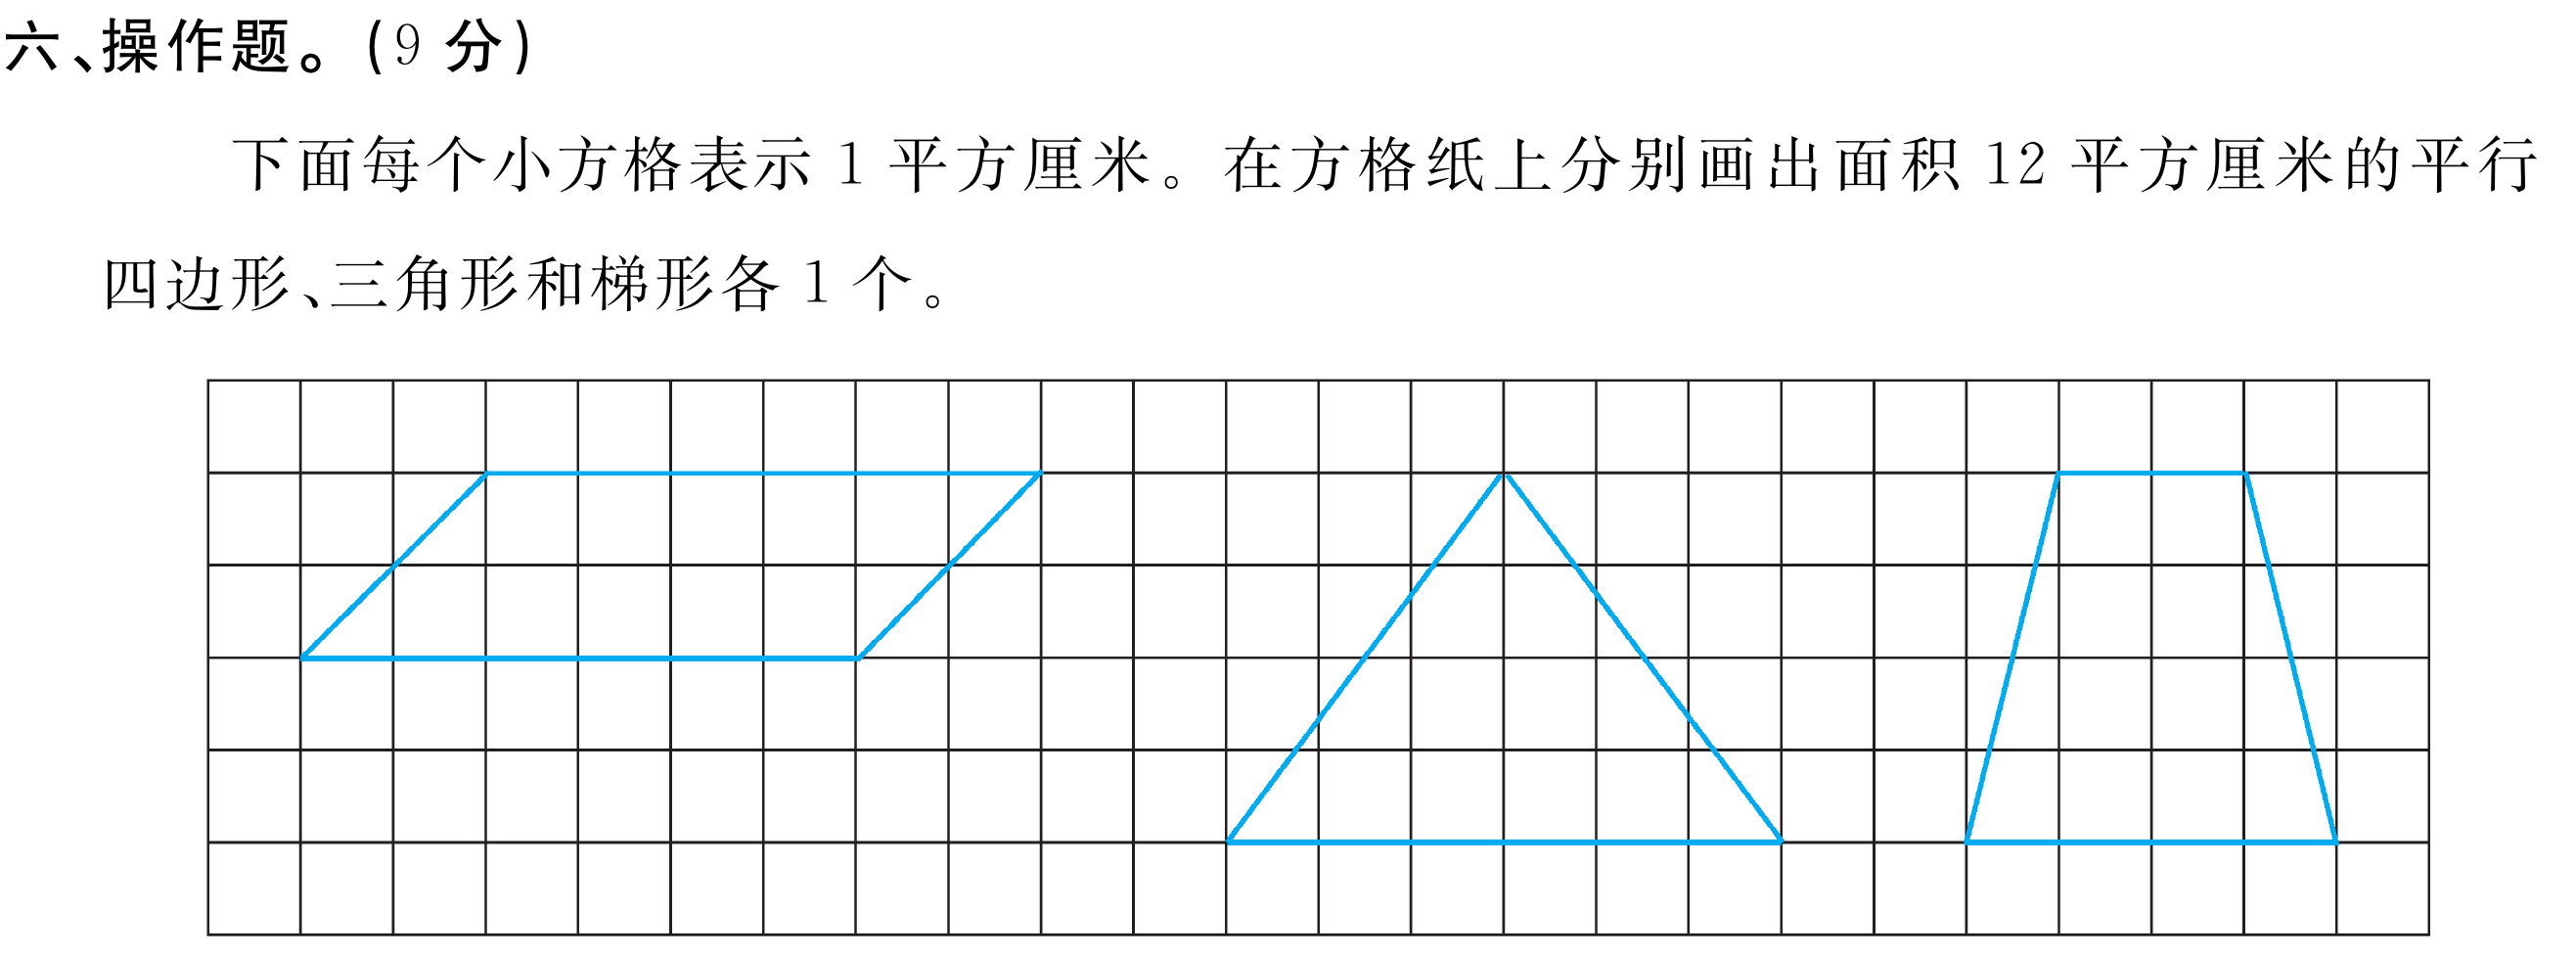 六、操作题。(9 分)
下面每个小方格表示 1 平方厘米。在方格纸上分别画出面积 12 平方厘米的平行
四边形、三角形和梯形各 1 个。